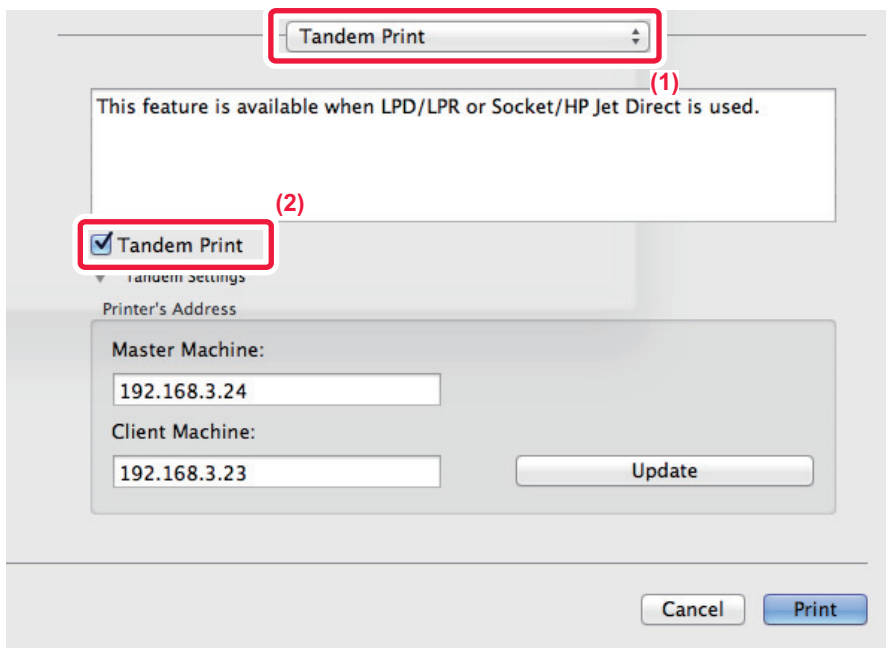 Tandem Print
(1)
This feature is available when LPD/LPR or Socket/HP Jet Direct is used.
(2)
Tandem Print
Tandem Settings
Printer's Address
Master Machine:
192.168.3.24
Client Machine:
192.168.3.23
Update
Cancel
Print